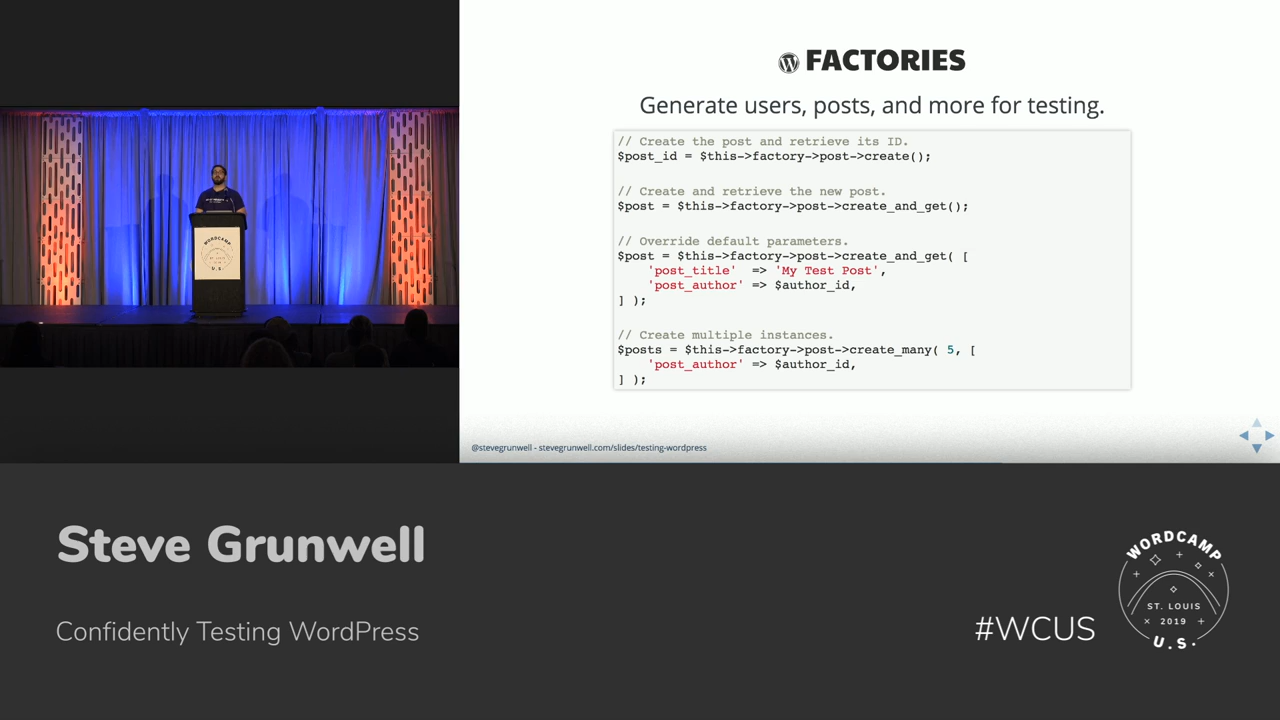 FACTORIES
Generate users, posts, and more for testing.
// Create the post and retrieve its ID.
$post_id = $this->factory->post->create();
// Create and retrieve the new post.
$post = $this->factory->post->create_and_get();
// Override default parameters.
$post = $this->factory->post->create_and_get( [
'post_title' => 'My Test Post',
'post_author' => $author_id,
] );
// Create multiple instances.
$posts = $this->factory->post->create_many( 5, [
'post_author' => $author_id,
] );
@stevegrunwell - stevegrunwell.com/slides/testing-wordpress
WORDCAMP
U.S.
Steve Grunwell
Confidently Testing WordPress
#WCUS
WORDCAMP
ST. LOUIS
2019
U.S.